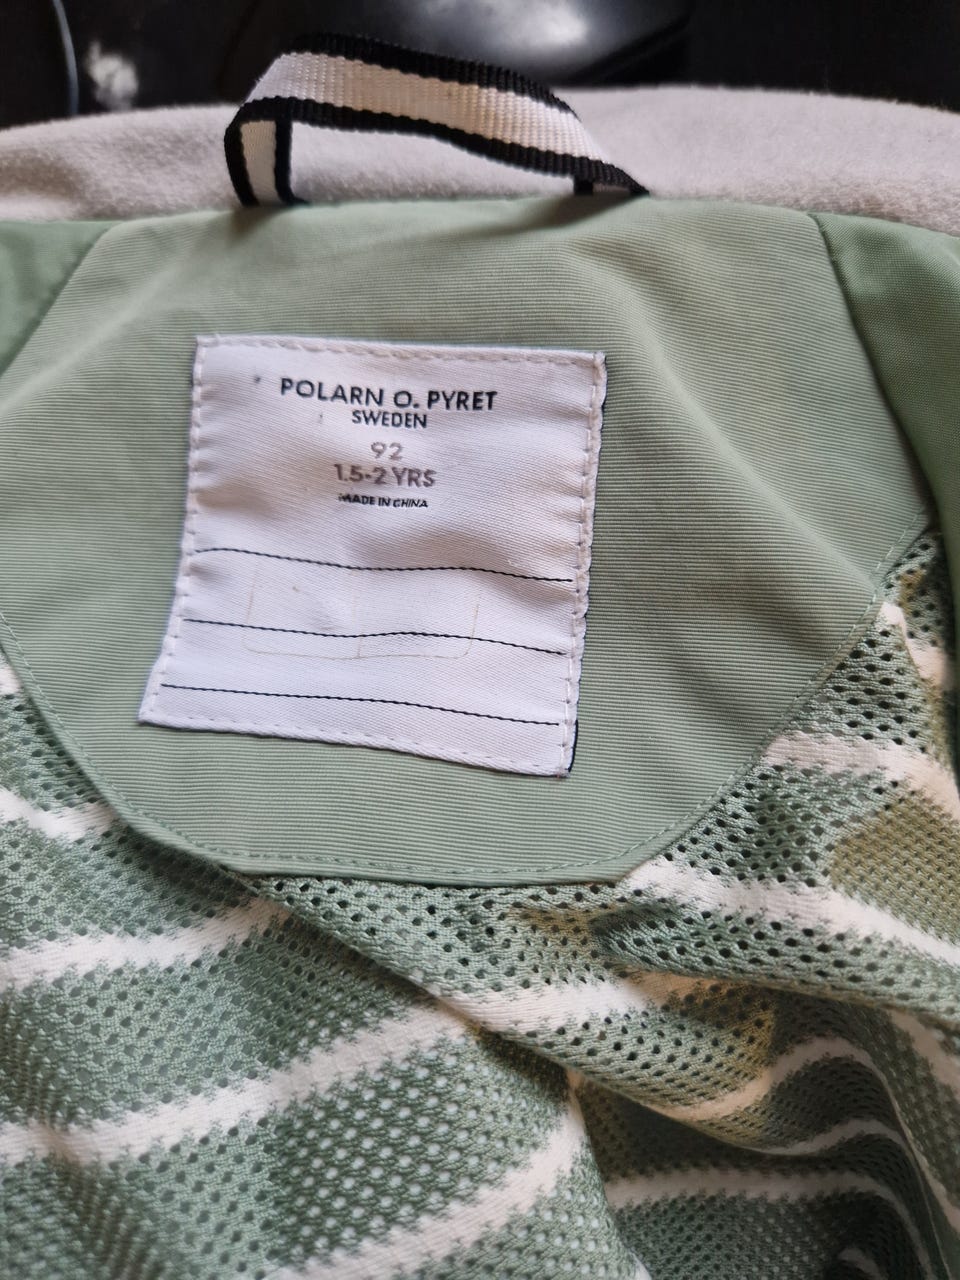 POLARN O. PYRET
SWEDEN
92
1.5-2 YRS
MADE IN CHINA